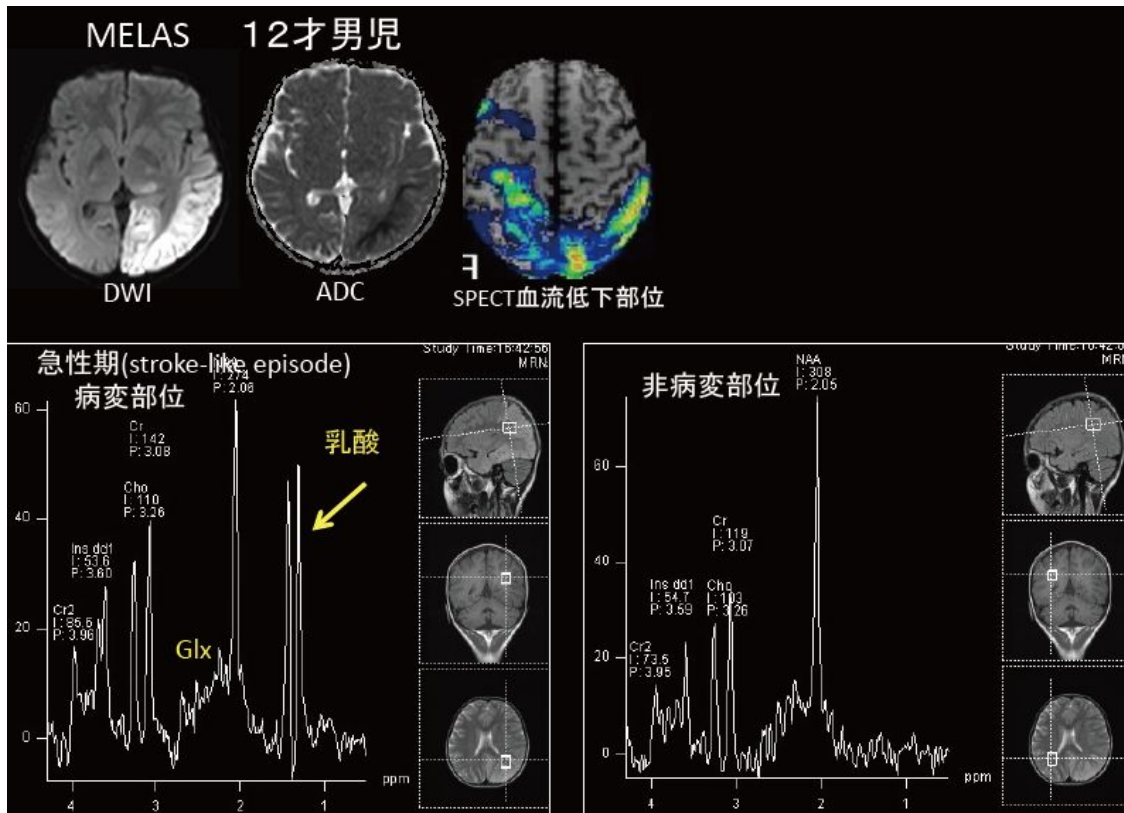 MELAS １２才男児
DWI
ADC
SPECT血流低下部位
急性期(stroke-like episode)
病変部位
Study Time:16:42:56
MRN
I: 274
P: 2.06
Cr
I: 142
P: 3.08
Cho
I: 110
P: 3.26
Ins dd1
I: 53.6
P: 3.60
Cr2
I: 85.6
P: 3.96
Glx
乳酸
60
40
20
0
4 3 2 1
ppm
非病変部位
MRN
NAA
I: 308
P: 2.05
Cr
I: 119
P: 3.07
Cho
I: 103
P: 3.26
Ins dd1
I: 54.7
P: 3.59
Cr2
I: 73.5
P: 3.95
60
40
20
0
4 3 2 1
ppm